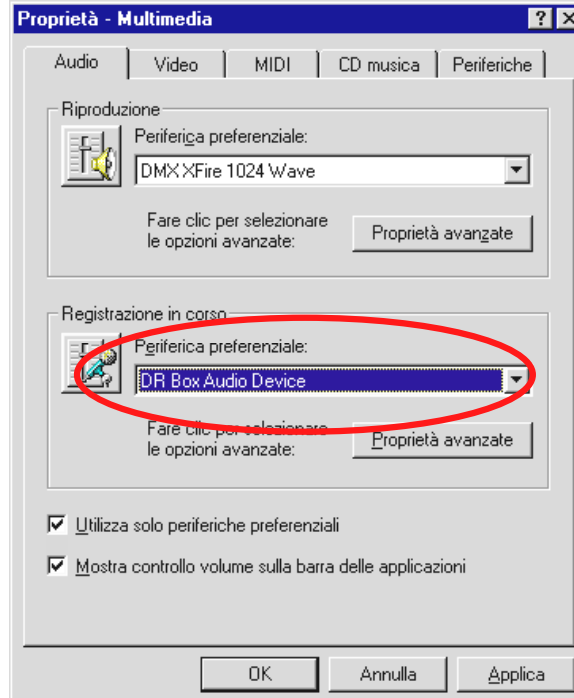 Proprietà - Multimedia
Audio
Video
MIDI
CD musica
Periferiche
Riproduzione
Periferica preferenziale:
DMX XFire 1024 Wave
Fare clic per selezionare
le opzioni avanzate:
Proprietà avanzate
Registrazione in corso
Periferica preferenziale:
DR Box Audio Device
Fare clic per selezionare
le opzioni avanzate:
Proprietà avanzate
Utilizza solo periferiche preferenziali
Mostra controllo volume sulla barra delle applicazioni
OK
Annulla
Applica